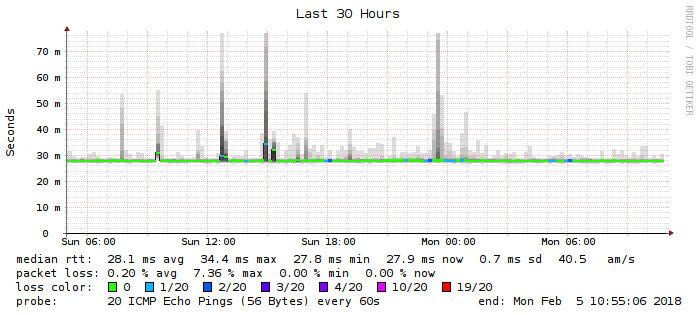 Last 30 Hours
RRDTOOL / TOBI OETIKER
Seconds
70 m
60 m
50 m
40 m
30 m
20 m
10 m
0
Sun 06:00 Sun 12:00 Sun 18:00 Mon 00:00 Mon 06:00
median rtt: 28.1 ms avg 34.4 ms max 27.8 ms min 27.9 ms now 0.7 ms sd 40.5 am/s
packet loss: 0.20 % avg 7.36 % max 0.00 % min 0.00 % now
loss color: 0 1/20 2/20 3/20 4/20 10/20 19/20
probe: 20 ICMP Echo Pings (56 Bytes) every 60s end: Mon Feb 5 10:55:06 2018